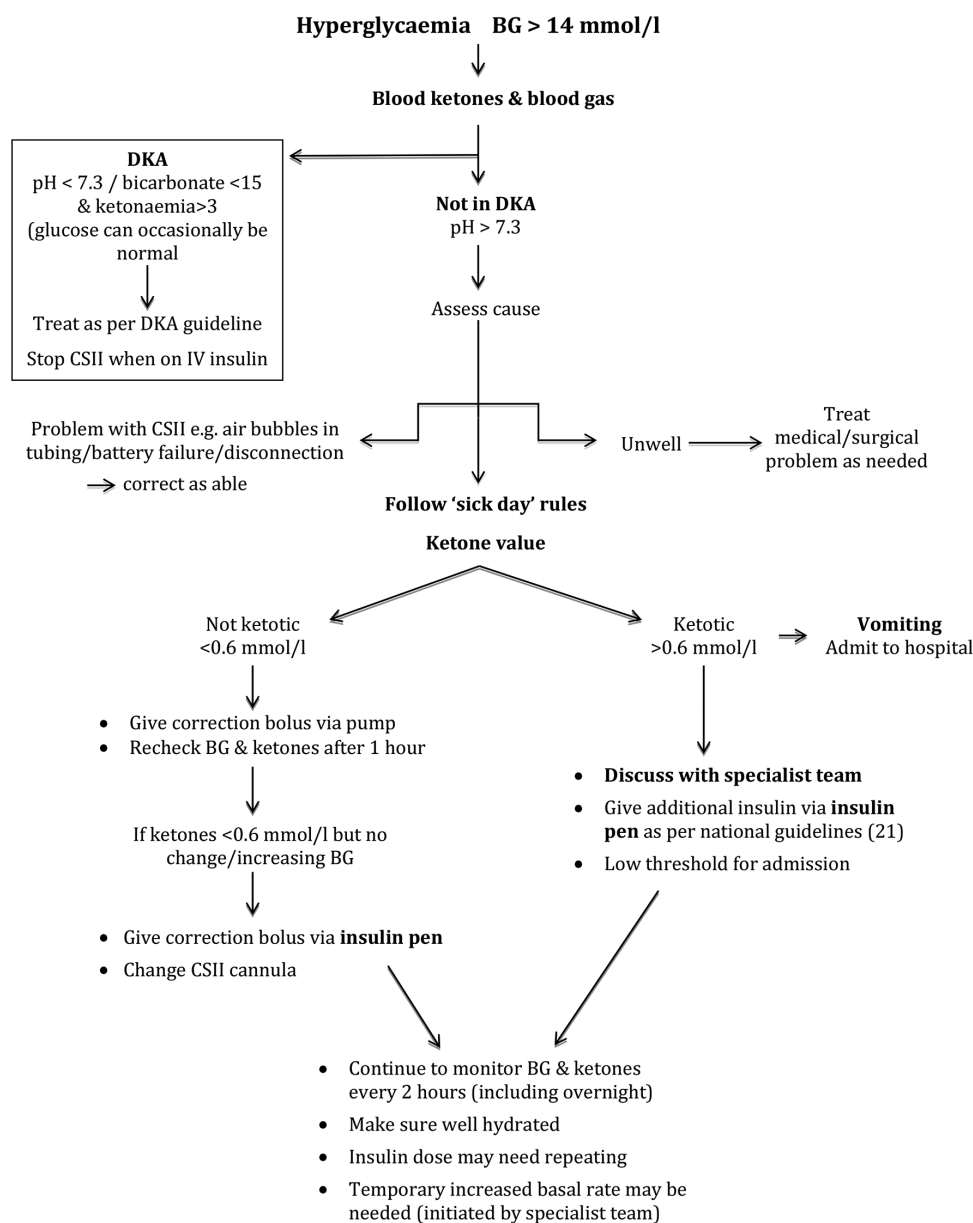 Hyperglycaemia BG > 14 mmol/l
Blood ketones & blood gas
DKA
pH < 7.3 / bicarbonate <15
& ketonaemia>3
(glucose can occasionally be
normal
Treat as per DKA guideline
Stop CSII when on IV insulin
Not in DKA
pH > 7.3
Assess cause
Problem with CSII e.g. air bubbles in
tubing/battery failure/disconnection
correct as able
Unwell
Treat
medical/surgical
problem as needed
Follow ‘sick day’ rules
Ketone value
Not ketotic
<0.6 mmol/l
Ketotic
>0.6 mmol/l
Vomiting
Admit to hospital
• Give correction bolus via pump
• Recheck BG & ketones after 1 hour
If ketones <0.6 mmol/l but no
change/increasing BG
• Give correction bolus via insulin pen
• Change CSII cannula
• Discuss with specialist team
• Give additional insulin via insulin
pen as per national guidelines (21)
• Low threshold for admission
• Continue to monitor BG & ketones
every 2 hours (including overnight)
• Make sure well hydrated
• Insulin dose may need repeating
• Temporary increased basal rate may be
needed (initiated by specialist team)